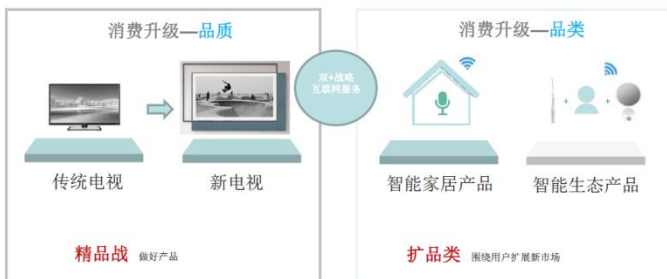 消费升级—品质
传统电视
新电视
精品战 做好产品
双+战略
互联网服务
消费升级—品类
智能家居产品
智能生态产品
扩品类 围绕用户扩展新市场